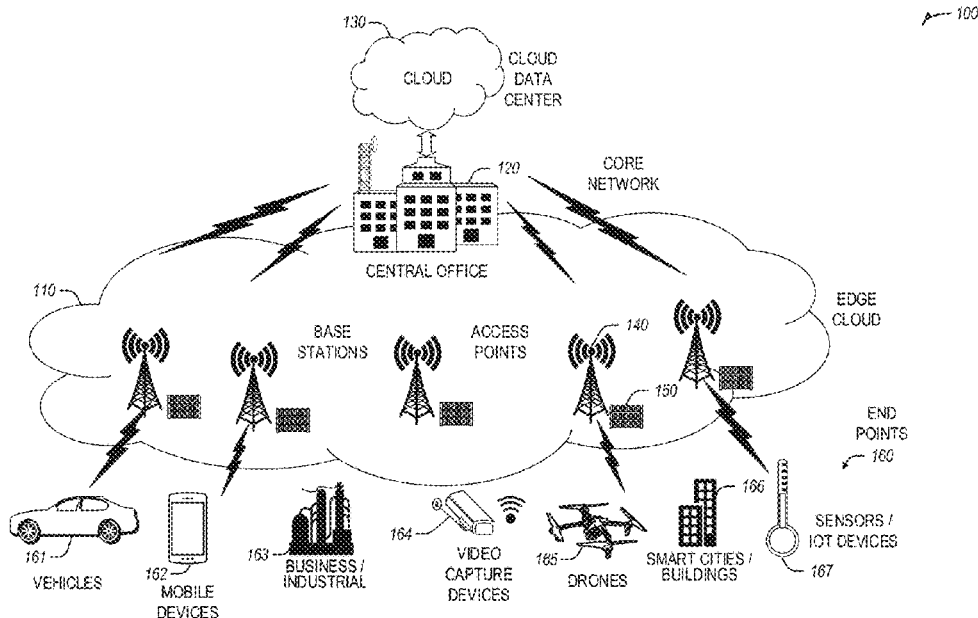 100
130
CLOUD
CLOUD
DATA
CENTER
120
CORE
NETWORK
CENTRAL OFFICE
110
EDGE
CLOUD
BASE
STATIONS
ACCESS
POINTS
140
150
END
POINTS
160
161
VEHICLES
162
MOBILE
DEVICES
163
BUSINESS /
INDUSTRIAL
164
VIDEO
CAPTURE
DEVICES
165
DRONES
166
SMART CITIES /
BUILDINGS
SENSORS /
IOT DEVICES
167